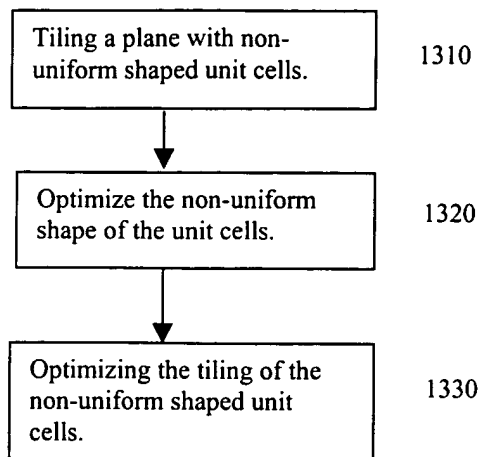 Tiling a plane with non-
uniform shaped unit cells.
1310
Optimize the non-uniform
shape of the unit cells.
1320
Optimizing the tiling of the
non-uniform shaped unit
cells.
1330